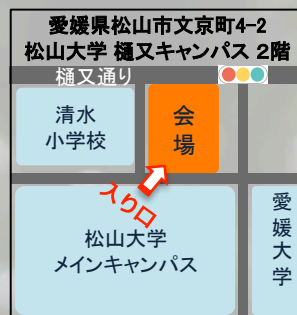 愛媛県松山市文京町4-2
松山大学 樋又キャンパス 2階
樋又通り
清水
小学校
会
場
入り口
松山大学
メインキャンパス
愛
媛
大
学